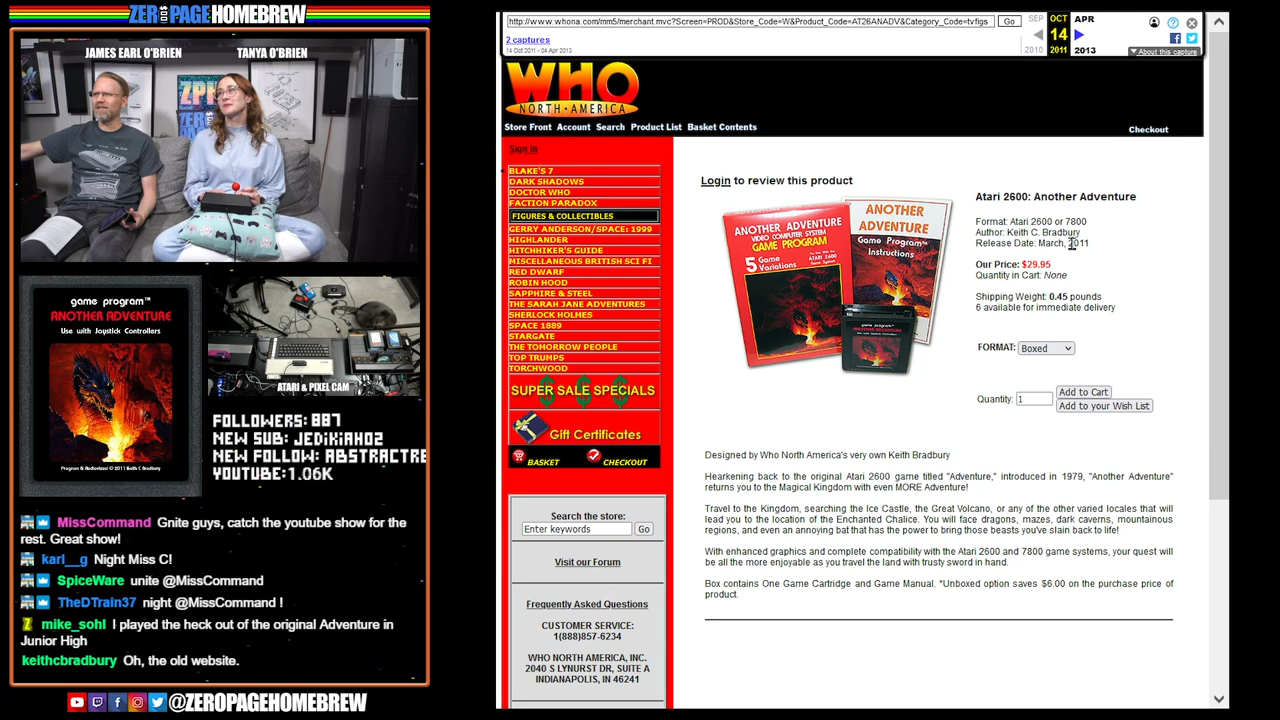 ZERO PAGE HOMEBREW
JAMES EARL O'BRIEN
TANYA O'BRIEN
game program™
ANOTHER ADVENTURE
Use with Joystick Controllers
Program & Audiovisual © 2011 Keith C Bradbury
ATARI & PIXEL CAM
FOLLOWERS: 887
NEW SUB: JEDIKIAH02
NEW FOLLOW: ABSTRACTRE
YOUTUBE: 1.06K
MissCommand Gnite guys, catch the youtube show for the
rest. Great show!
karl__g Night Miss C!
SpiceWare unite @MissCommand
TheDTrain37 night @MissCommand !
mike_sohl I played the heck out of the original Adventure in
Junior High
keithcbradbury Oh, the old website.
@ZEROPAGEHOMEBREW
http://www.whona.com/mm5/merchant.mvc?Screen=PROD&Store_Code=W&Product_Code=AT26ANADV&Category_Code=tvfigs
Go
SEP OCT APR
14
2010 2011 2013
2 captures
14 Oct 2011 - 04 Apr 2013
About this capture
WHO
NORTH★AMERICA
Store Front Account Search Product List Basket Contents
Checkout
Sign In
BLAKE'S 7
DARK SHADOWS
DOCTOR WHO
FACTION PARADOX
FIGURES & COLLECTIBLES
GERRY ANDERSON/SPACE: 1999
HIGHLANDER
HITCHHIKER'S GUIDE
MISCELLANEOUS BRITISH SCI FI
RED DWARF
ROBIN HOOD
SAPPHIRE & STEEL
THE SARAH JANE ADVENTURES
SHERLOCK HOLMES
SPACE 1889
STARGATE
THE TOMORROW PEOPLE
TOP TRUMPS
TORCHWOOD
SUPER SALE SPECIALS
Gift Certificates
BASKET CHECKOUT
Search the store:
Enter keywords Go
Visit our Forum
Frequently Asked Questions
CUSTOMER SERVICE:
1(888)857-6234
WHO NORTH AMERICA, INC.
2040 S LYNHURST DR, SUITE A
INDIANAPOLIS, IN 46241
Login to review this product
ANOTHER ADVENTURE
VIDEO COMPUTER SYSTEM
GAME PROGRAM
5 Game
Variations
ANOTHER
ADVENTURE
Game Program™
Instructions
Atari 2600: Another Adventure
Format: Atari 2600 or 7800
Author: Keith C. Bradbury
Release Date: March, 2011
Our Price: $29.95
Quantity in Cart: None
Shipping Weight: 0.45 pounds
6 available for immediate delivery
FORMAT: Boxed
Quantity: 1
Add to Cart
Add to your Wish List
Designed by Who North America's very own Keith Bradbury
Hearkening back to the original Atari 2600 game titled "Adventure," introduced in 1979, "Another Adventure"
returns you to the Magical Kingdom with even MORE Adventure!
Travel to the Kingdom, searching the Ice Castle, the Great Volcano, or any of the other varied locales that will
lead you to the location of the Enchanted Chalice. You will face dragons, mazes, dark caverns, mountainous
regions, and even an annoying bat that has the power to bring those beasts you've slain back to life!
With enhanced graphics and complete compatibility with the Atari 2600 and 7800 game systems, your quest will
be all the more enjoyable as you travel the land with trusty sword in hand.
Box contains One Game Cartridge and Game Manual. *Unboxed option saves $6.00 on the purchase price of
product.